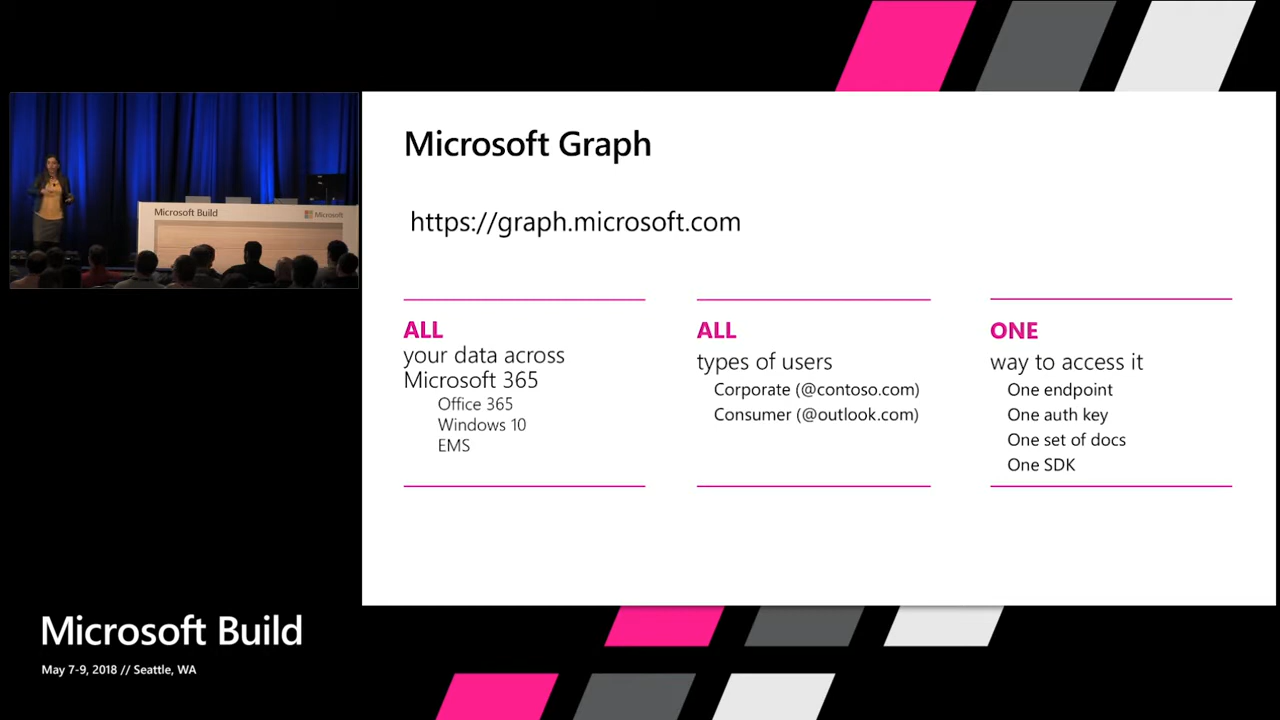 Microsoft Graph
https://graph.microsoft.com
ALL
your data across
Microsoft 365
Office 365
Windows 10
EMS
ALL
types of users
Corporate (@contoso.com)
Consumer (@outlook.com)
ONE
way to access it
One endpoint
One auth key
One set of docs
One SDK
Microsoft Build
Microsoft
Microsoft Build
May 7-9, 2018 // Seattle, WA